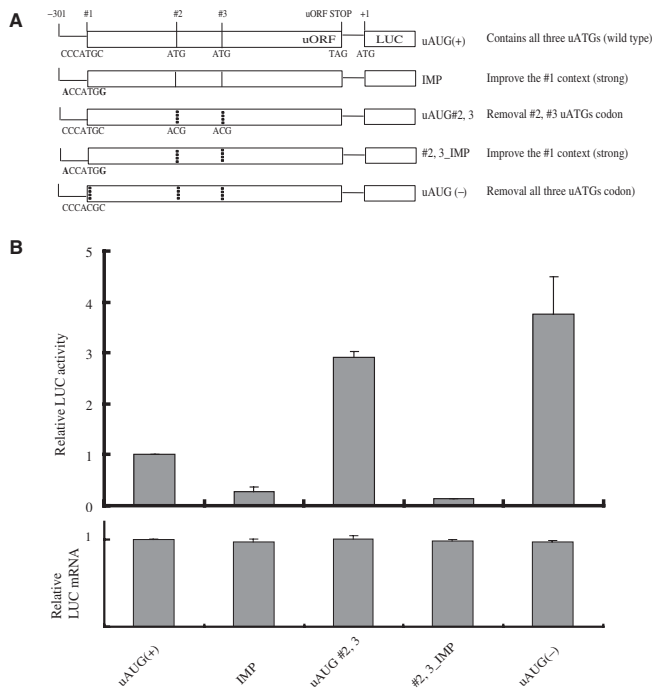 A
−301 #1 #2 #3 uORF STOP +1
uORF LUC uAUG(+) Contains all three uATGs (wild type)
CCCATGC ATG ATG TAG ATG
IMP Improve the #1 context (strong)
ACCATGG
uAUG#2, 3 Removal #2, #3 uATGs codon
CCCATGC ACG ACG
#2, 3_IMP Improve the #1 context (strong)
ACCATGG
uAUG (−) Removal all three uATGs codon)
CCCACGC
B
Relative LUC activity
5
4
3
2
1
0
Relative
LUC mRNA
1
uAUG(+)
IMP
uAUG #2, 3
#2, 3_IMP
uAUG(−)